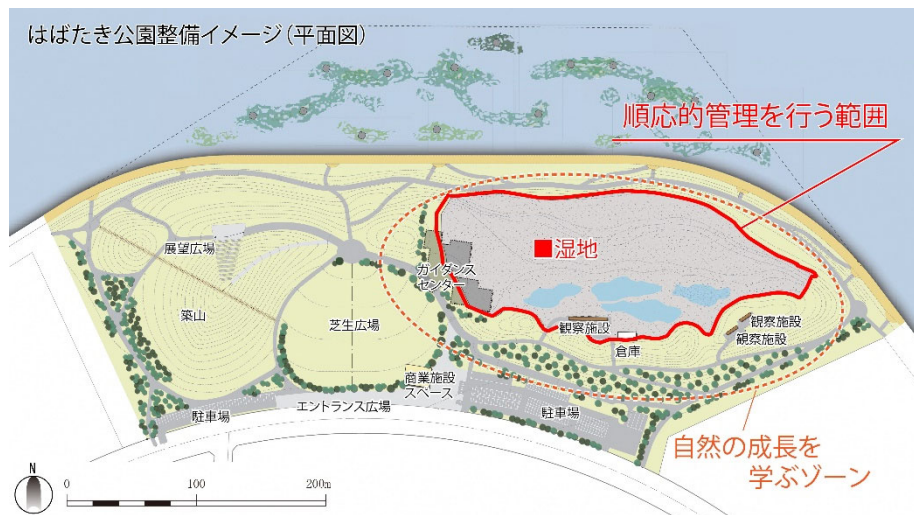 はばたき公園整備イメージ(平面図)
順応的管理を行う範囲
展望広場
■湿地
ガイダンス
センター
築山
芝生広場
観察施設
観察施設
観察施設
倉庫
商業施設
スペース
駐車場
エントランス広場
駐車場
自然の成長を
学ぶゾーン
N
0
100
200m